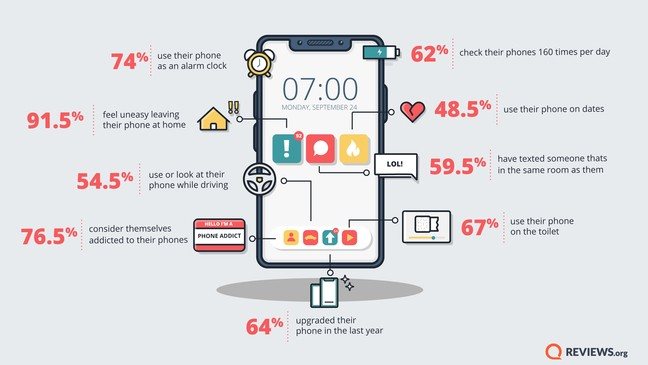 74%
use their phone
as an alarm clock
62%
check their phones 160 times per day
07:00
MONDAY, SEPTEMBER 24
91.5%
feel uneasy leaving
their phone at home
!!
48.5%
use their phone on dates
92
!
54.5%
use or look at their
phone while driving
LOL!
59.5%
have texted someone thats
in the same room as them
76.5%
consider themselves
addicted to their phones
HELLO I'M A
PHONE ADDICT
67%
use their phone
on the toilet
64%
upgraded their
phone in the last year
REVIEWS.org